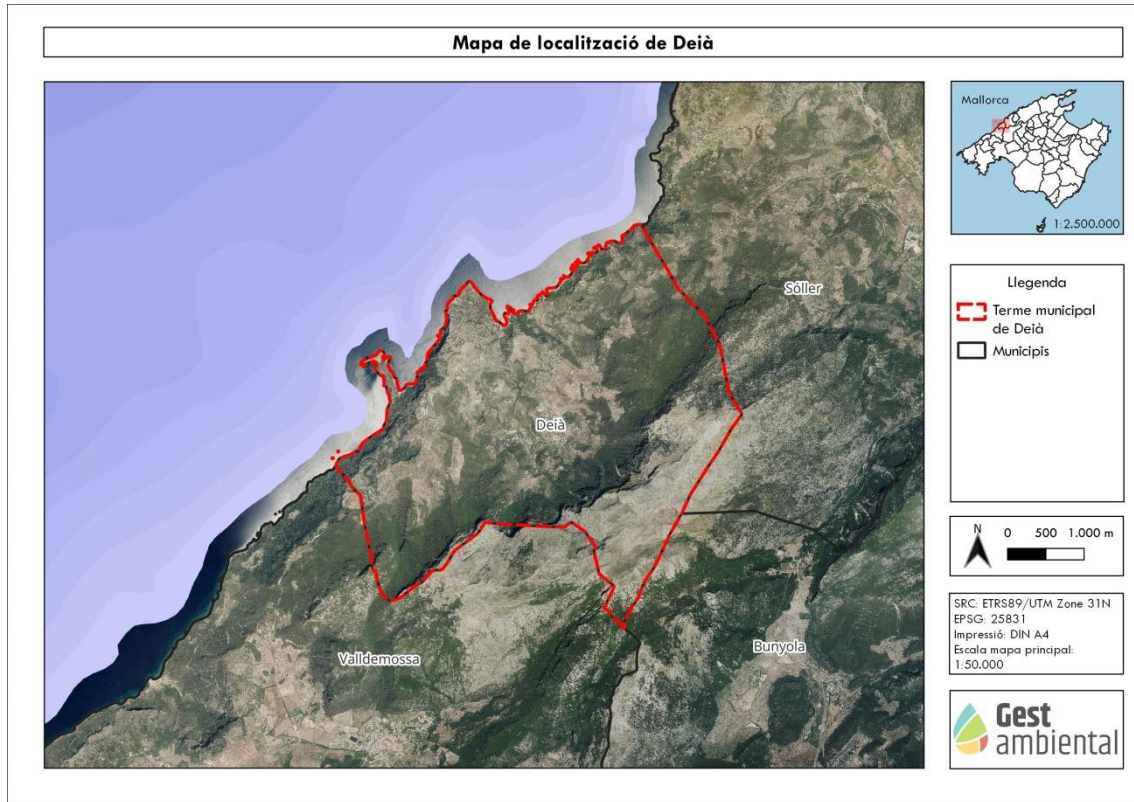 Mapa de localització de Deià
Sóller
Deià
Valldemossa
Bunyola
Mallorca
1:2.500.000
Llegenda
Terme municipal
de Deià
Municipis
N
0 500 1.000 m
SRC: ETRS89/UTM Zone 31N
EPSG: 25831
Impressió: DIN A4
Escala mapa principal:
1:50.000
Gest
ambiental